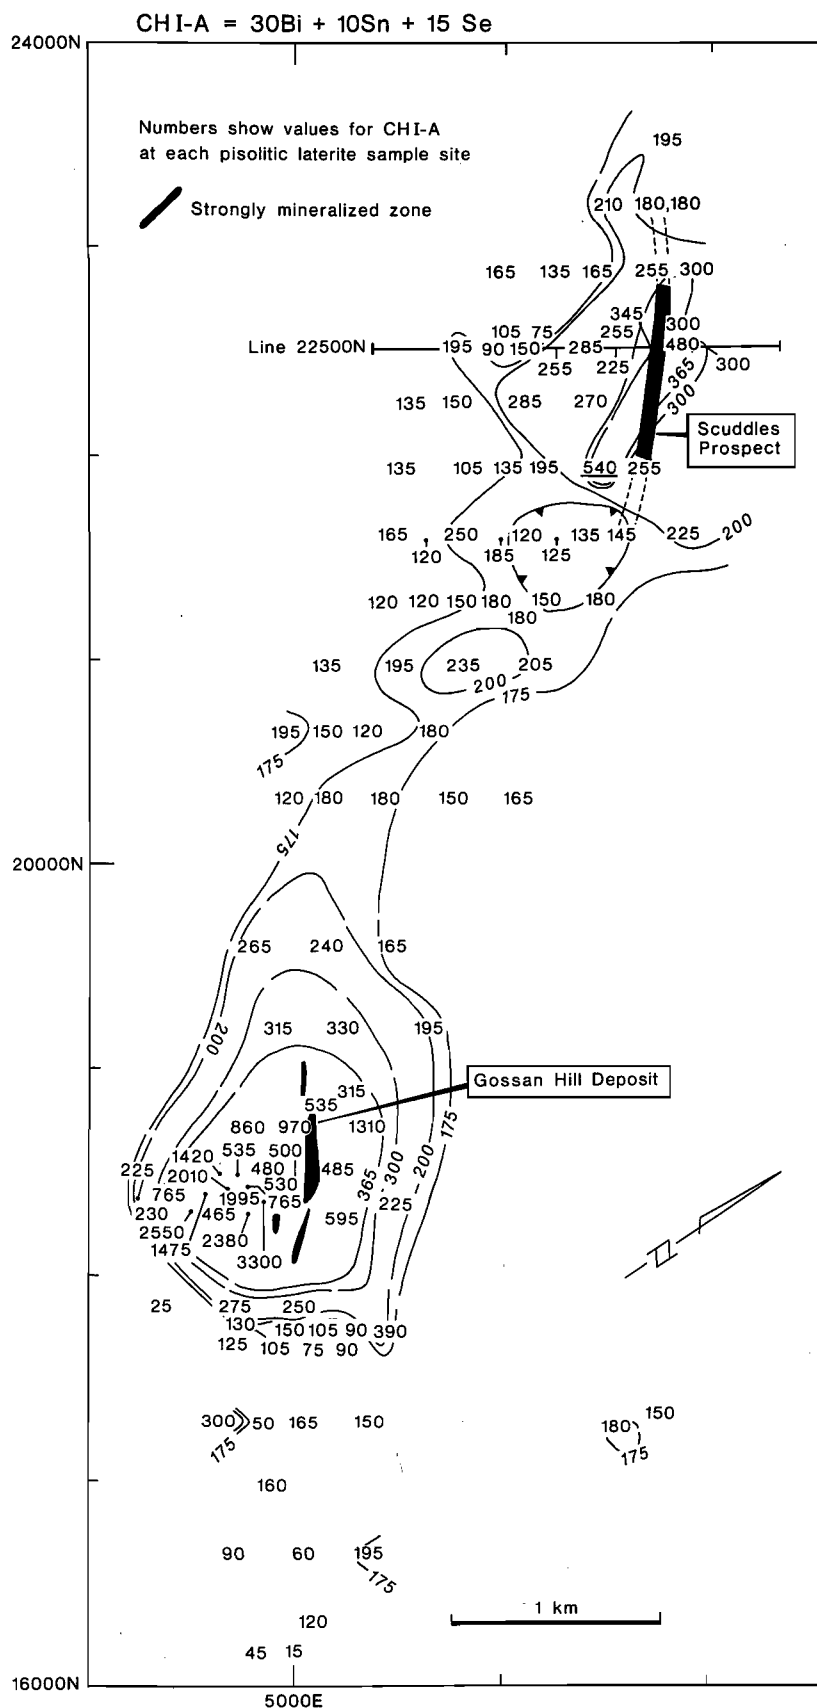 CHI-A = 30Bi + 10Sn + 15 Se
24000N
Numbers show values for CHI-A
at each pisolitic laterite sample site
Strongly mineralized zone
195
210 180,180
165 135 165 255 300
345
105 75 255 300
Line 22500N 195 90 150 285 480
255 225 365 300
135 150 285 270 300
Scuddles
Prospect
135 105 135 195 540 255
165 250 120 135 145 225 200
120 185 125
120 120 150 180 150 180
180
135 195 235 205
200 175
195 150 120 180
175
120 180 180 150 165
175
20000N
265 240 165
200
315 330 195
Gossan Hill Deposit
315
535
860 970 1310 175
1420 535 500
225 2010 480 485 365 300 200
530
765 1995 765 225
230 465 595
2550 2380
1475 3300
25 275 250
130 150 105 90 390
125 105 75 90
300 50 165 150 180 150
175 175
160
90 60 195
175
1 km
120
45 15
16000N
5000E